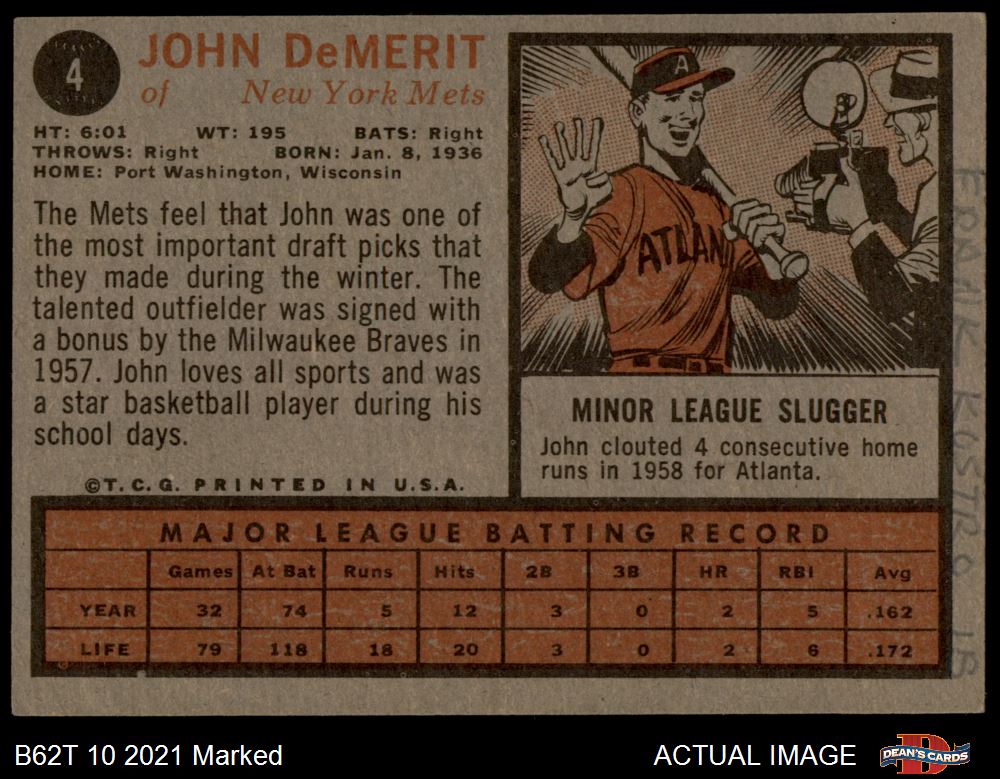 4
JOHN DeMERIT
of New York Mets
HT: 6:01 WT: 195 BATS: Right
THROWS: Right BORN: Jan. 8, 1936
HOME: Port Washington, Wisconsin
The Mets feel that John was one of
the most important draft picks that
they made during the winter. The
talented outfielder was signed with
a bonus by the Milwaukee Braves in
1957. John loves all sports and was
a star basketball player during his
school days.
©T.C.G. PRINTED IN U.S.A.
A
ATLAN
MINOR LEAGUE SLUGGER
John clouted 4 consecutive home
runs in 1958 for Atlanta.
MAJOR LEAGUE BATTING RECORD
Games At Bat Runs Hits 2B 3B HR RBI Avg
YEAR 32 74 5 12 3 0 2 5 .162
LIFE 79 118 18 20 3 0 2 6 .172
FRANK KOSTRO 1B
B62T 10 2021 Marked
ACTUAL IMAGE
DEAN'S CARDS